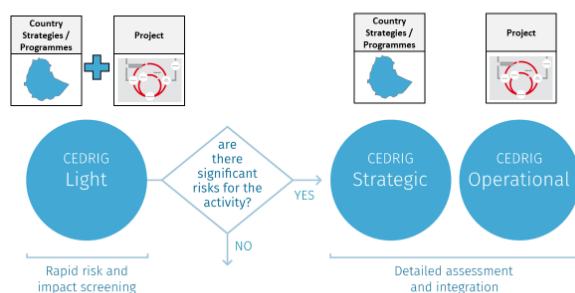 Country
Strategies /
Programmes
Project
Country
Strategies /
Programmes
Project
CEDRIG
Light
are
there
significant
risks for the
activity?
YES
NO
CEDRIG
Strategic
CEDRIG
Operational
Rapid risk and
impact screening
Detailed assessment
and integration